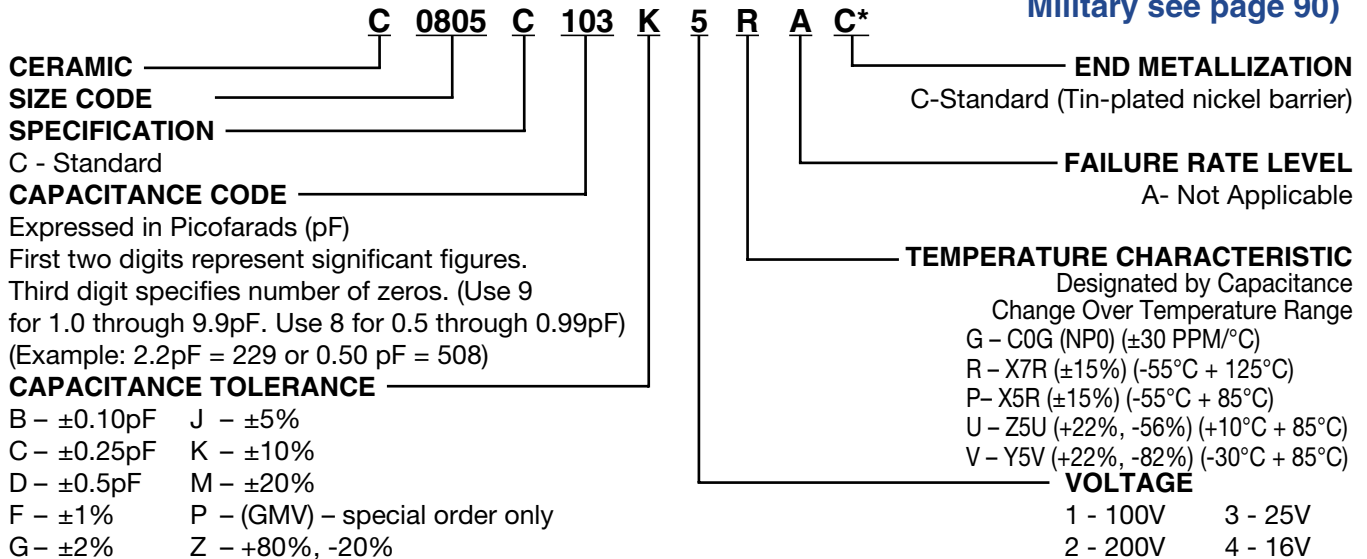 Military see page 90)
C 0805 C 103 K 5 R A C*
CERAMIC
SIZE CODE
SPECIFICATION
C - Standard
CAPACITANCE CODE
Expressed in Picofarads (pF)
First two digits represent significant figures.
Third digit specifies number of zeros. (Use 9
for 1.0 through 9.9pF. Use 8 for 0.5 through 0.99pF)
(Example: 2.2pF = 229 or 0.50 pF = 508)
CAPACITANCE TOLERANCE
B – ±0.10pF J – ±5%
C – ±0.25pF K – ±10%
D – ±0.5pF M – ±20%
F – ±1% P – (GMV) – special order only
G – ±2% Z – +80%, -20%
END METALLIZATION
C-Standard (Tin-plated nickel barrier)
FAILURE RATE LEVEL
A- Not Applicable
TEMPERATURE CHARACTERISTIC
Designated by Capacitance
Change Over Temperature Range
G – C0G (NP0) (±30 PPM/°C)
R – X7R (±15%) (-55°C + 125°C)
P– X5R (±15%) (-55°C + 85°C)
U – Z5U (+22%, -56%) (+10°C + 85°C)
V – Y5V (+22%, -82%) (-30°C + 85°C)
VOLTAGE
1 - 100V 3 - 25V
2 - 200V 4 - 16V